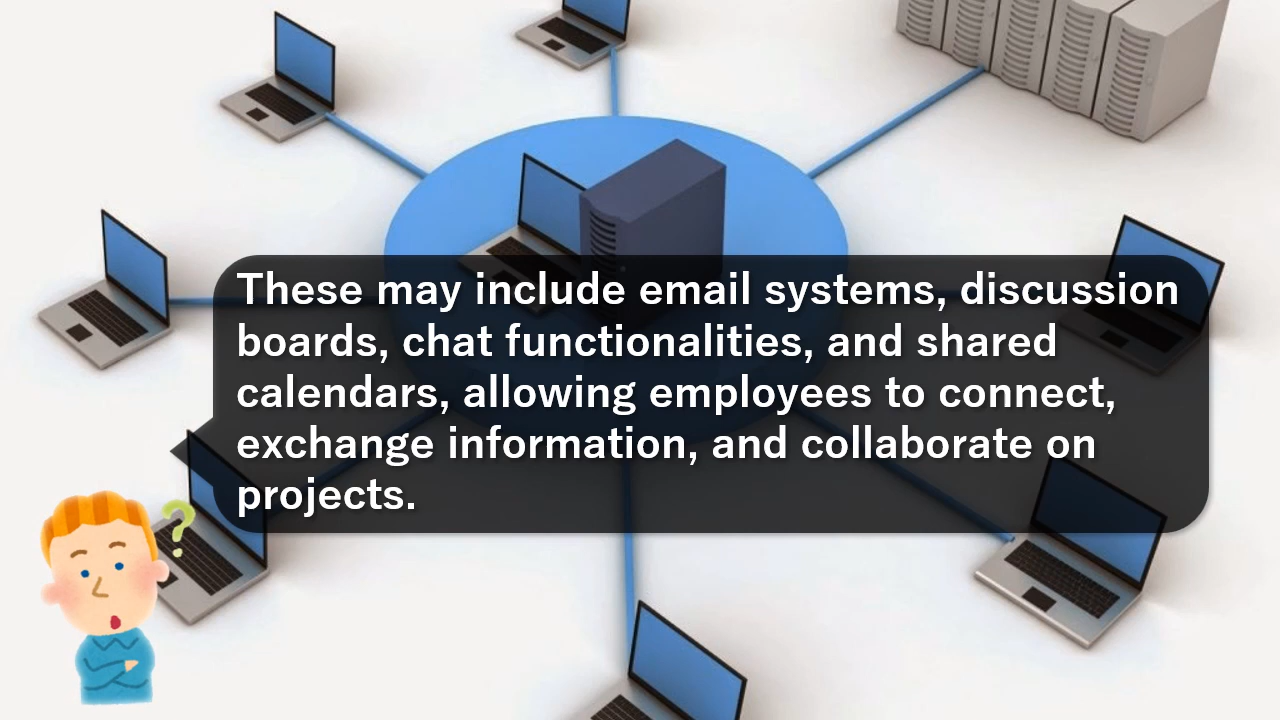 These may include email systems, discussion
boards, chat functionalities, and shared
calendars, allowing employees to connect,
exchange information, and collaborate on
projects.
?